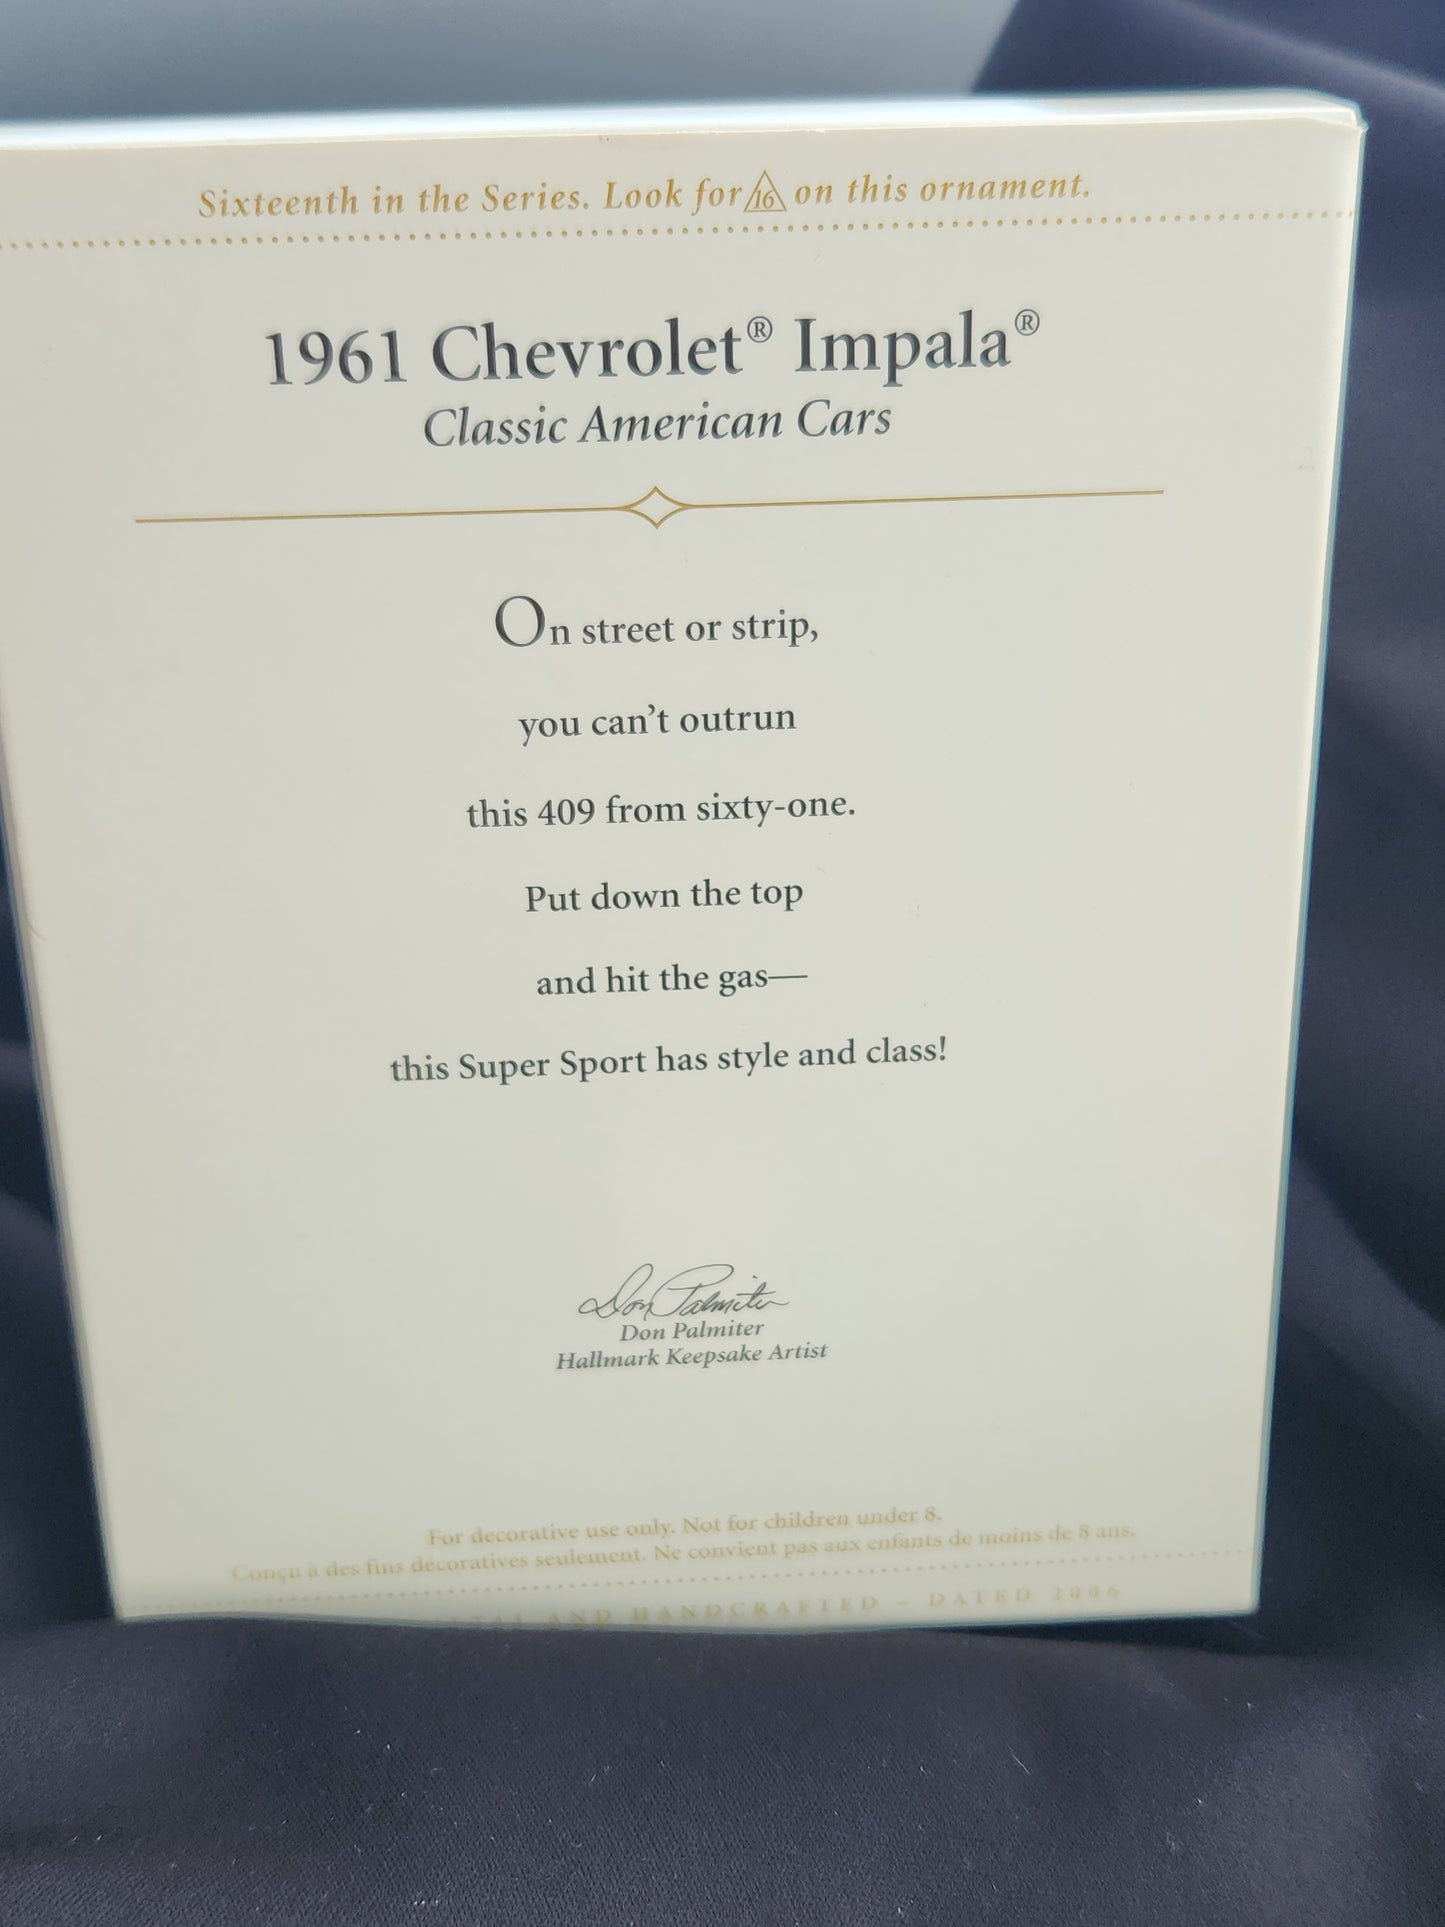 Sixteenth in the Series. Look for 16 on this ornament.
1961 Chevrolet® Impala®
Classic American Cars
On street or strip,
you can't outrun
this 409 from sixty-one.
Put down the top
and hit the gas—
this Super Sport has style and class!
Don Palmiter
Don Palmiter
Hallmark Keepsake Artist
For decorative use only. Not for children under 8.
Conçu à des fins décoratives seulement. Ne convient pas aux enfants de moins de 8 ans.
AND HANDCRAFTED – DATED 2006